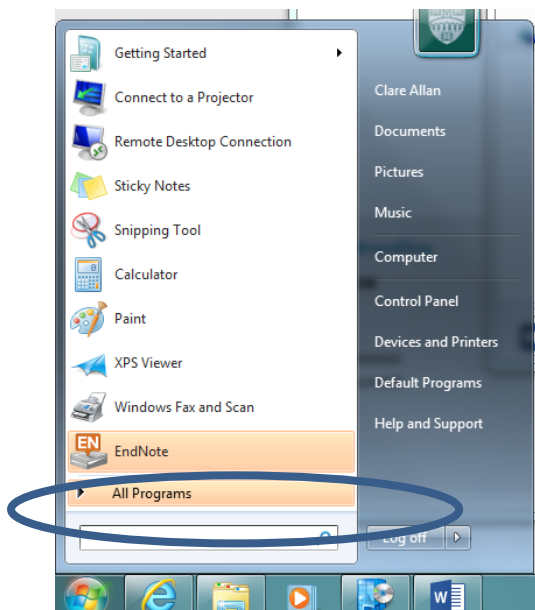 Getting Started
Connect to a Projector
Remote Desktop Connection
Sticky Notes
Snipping Tool
Calculator
Paint
XPS Viewer
Windows Fax and Scan
EN
EndNote
All Programs
Clare Allan
Documents
Pictures
Music
Computer
Control Panel
Devices and Printers
Default Programs
Help and Support
Log off
W